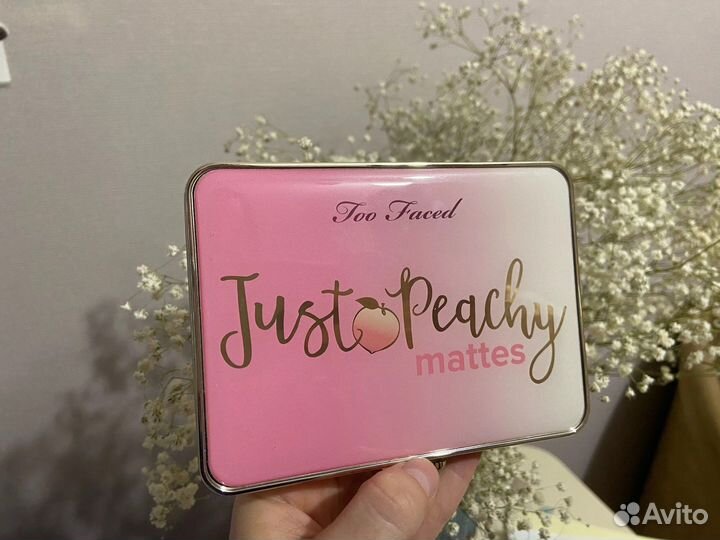 Too Faced
Just Peachy
mattes
Avito